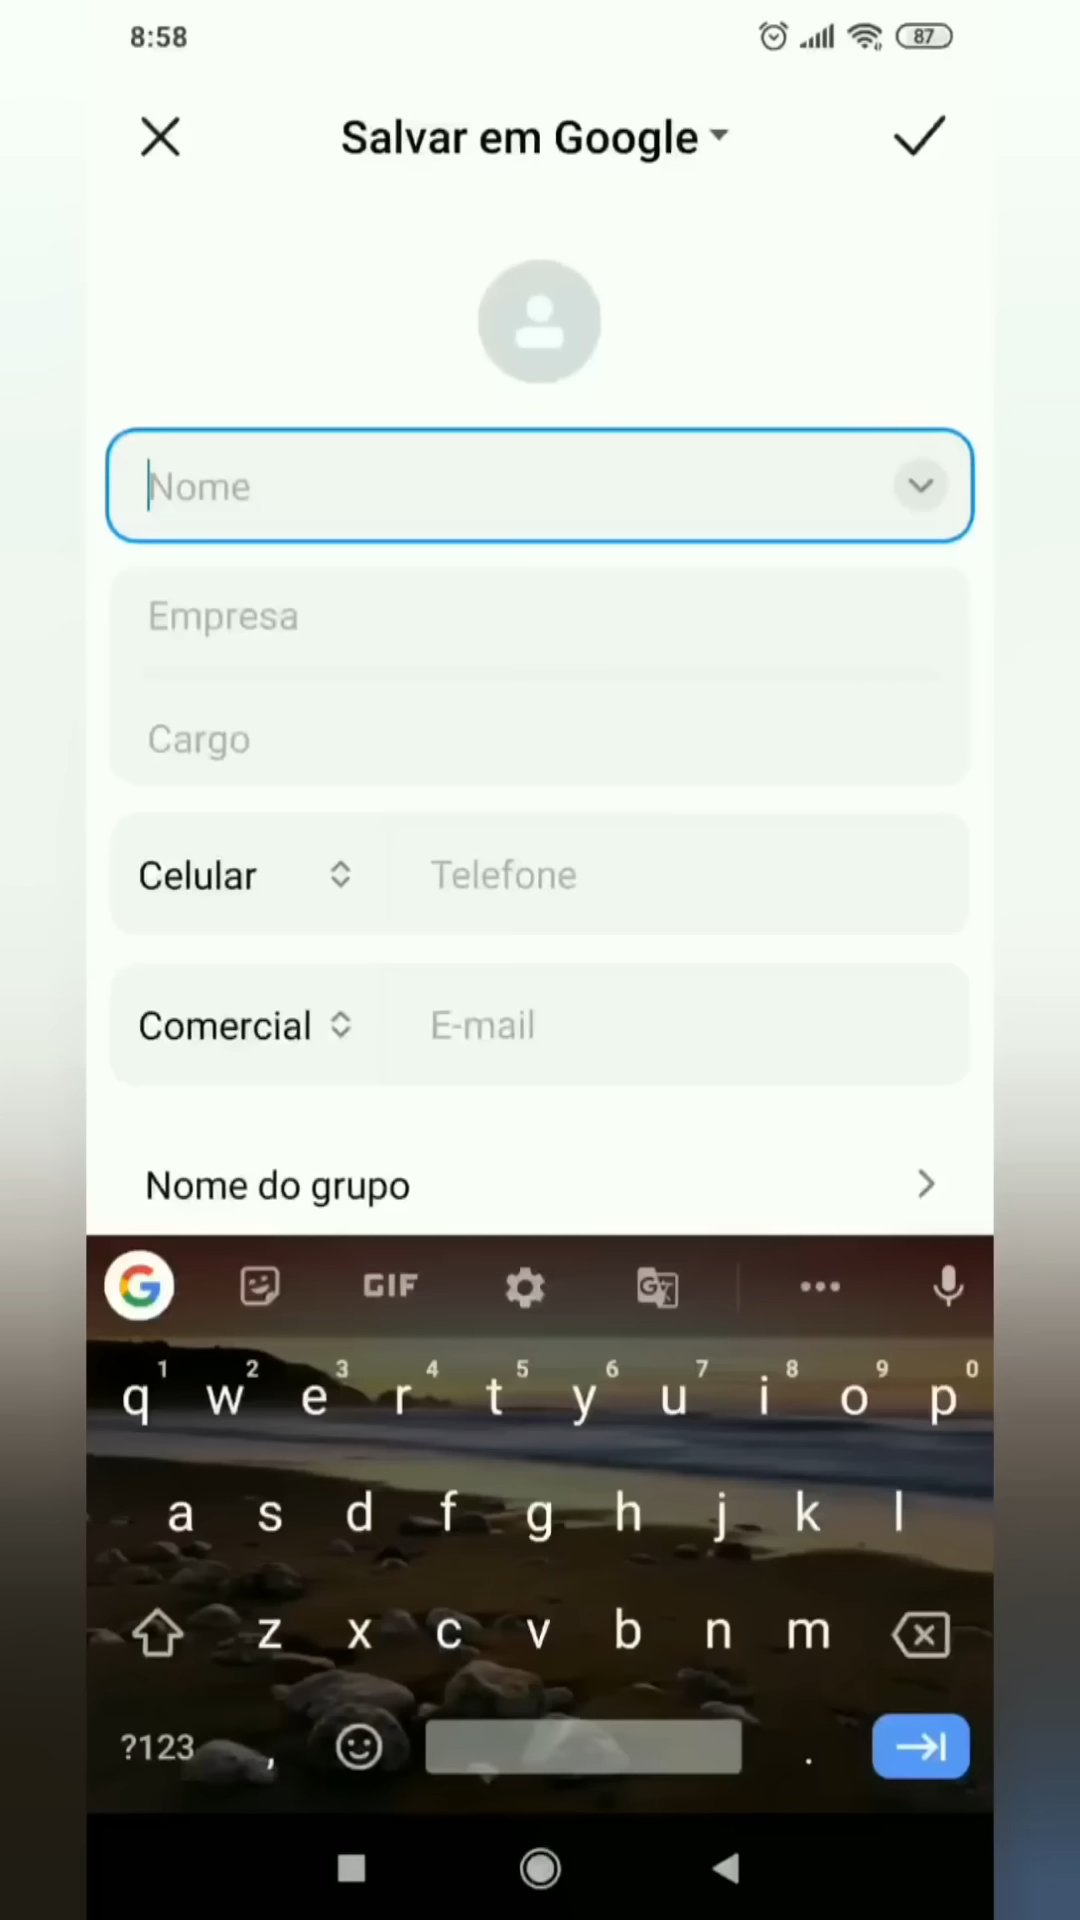 8:58
87
Salvar em Google
Nome
Empresa
Cargo
Celular Telefone
Comercial E-mail
Nome do grupo
G GIF G
1 2 3 4 5 6 7 8 9 0
q w e r t y u i o p
a s d f g h j k l
z x c v b n m
?123 , .